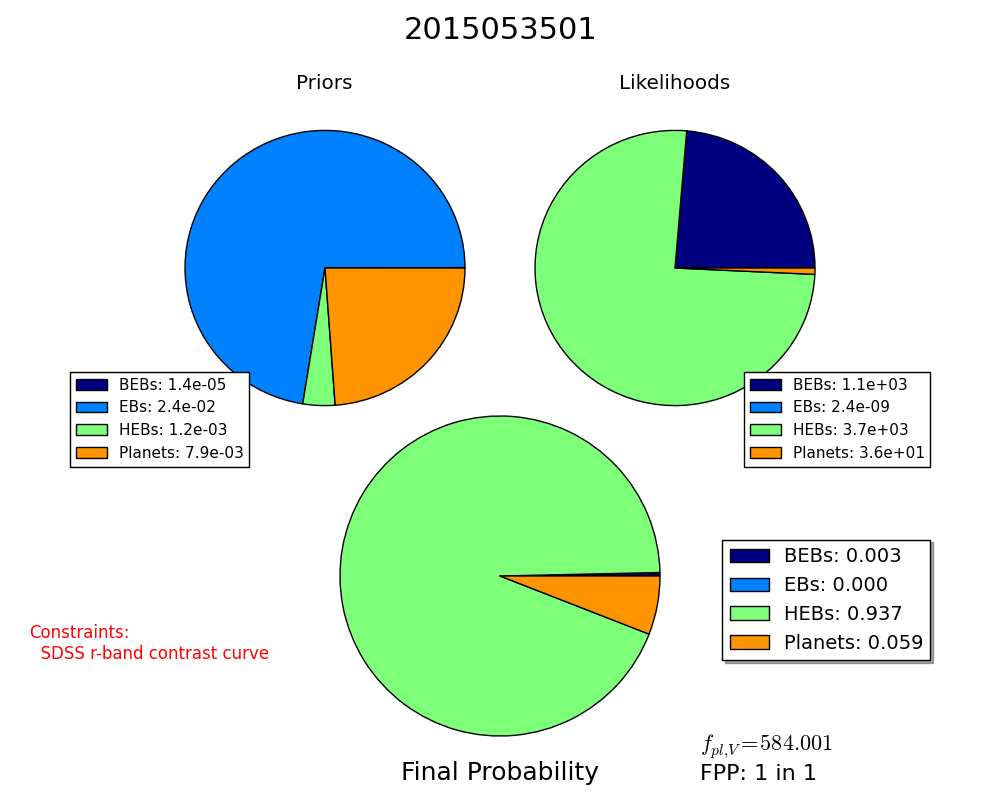 2015053501
Priors
Likelihoods
BEBs: 1.4e-05
EBs: 2.4e-02
HEBs: 1.2e-03
Planets: 7.9e-03
BEBs: 1.1e+03
EBs: 2.4e-09
HEBs: 3.7e+03
Planets: 3.6e+01
BEBs: 0.003
EBs: 0.000
HEBs: 0.937
Planets: 0.059
Constraints:
SDSS r-band contrast curve
f_{pl,V}=584.001
Final Probability
FPP: 1 in 1